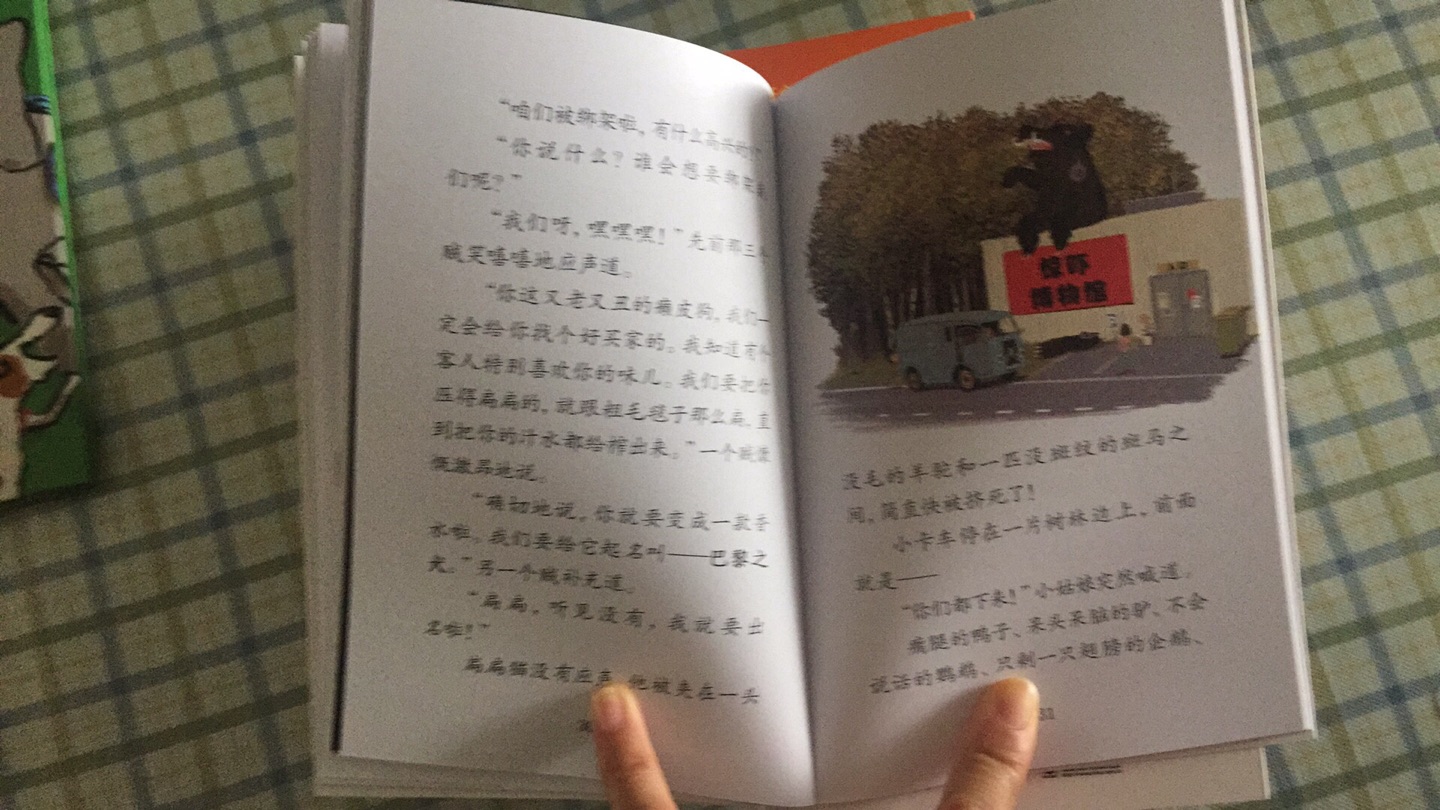 “咱们被绑架啦，有什么高兴的！”
“你说什么？谁会想要绑架
们呢？”
“我们呀，嘿嘿嘿！”先前那三个
贼笑嘻嘻地应声道。
“你这又老又丑的癞皮狗，我们一
定会给你找个好买家的。我知道有个
客人特别喜欢你的味儿。我们要把你
压得扁扁的，就跟粗毛毯子那么扁，直
到把你的汗水都给榨出来。”一个贼
慨激昂地说。
“确切地说，你就要变成一款香
水啦，我们要给它起名叫——巴黎之
犬。”另一个贼补充道。
“扁扁，听见没有，我就要出
名啦！”
扁扁猫没有应声，他被夹在一头
惊吓
博物馆
没毛的羊驼和一匹没斑纹的斑马之
间，简直快被挤死了！
小卡车停在一片树林边上，前面
就是——
“你们都下来！”小姑娘突然喊道。
瘸腿的鸭子、呆头呆脑的驴、不会
说话的鹦鹉、只剩一只翅膀的企鹅、
31